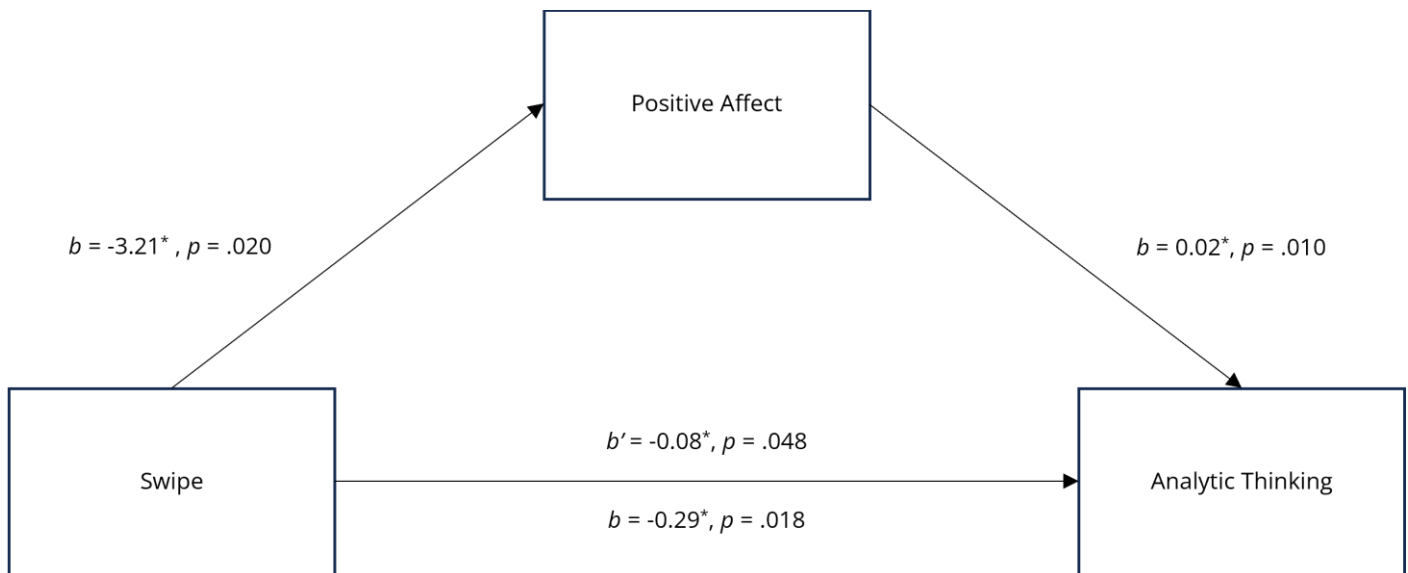 Positive Affect
b = -3.21* , p = .020
b = 0.02*, p = .010
Swipe
b′ = -0.08*, p = .048
b = -0.29*, p = .018
Analytic Thinking